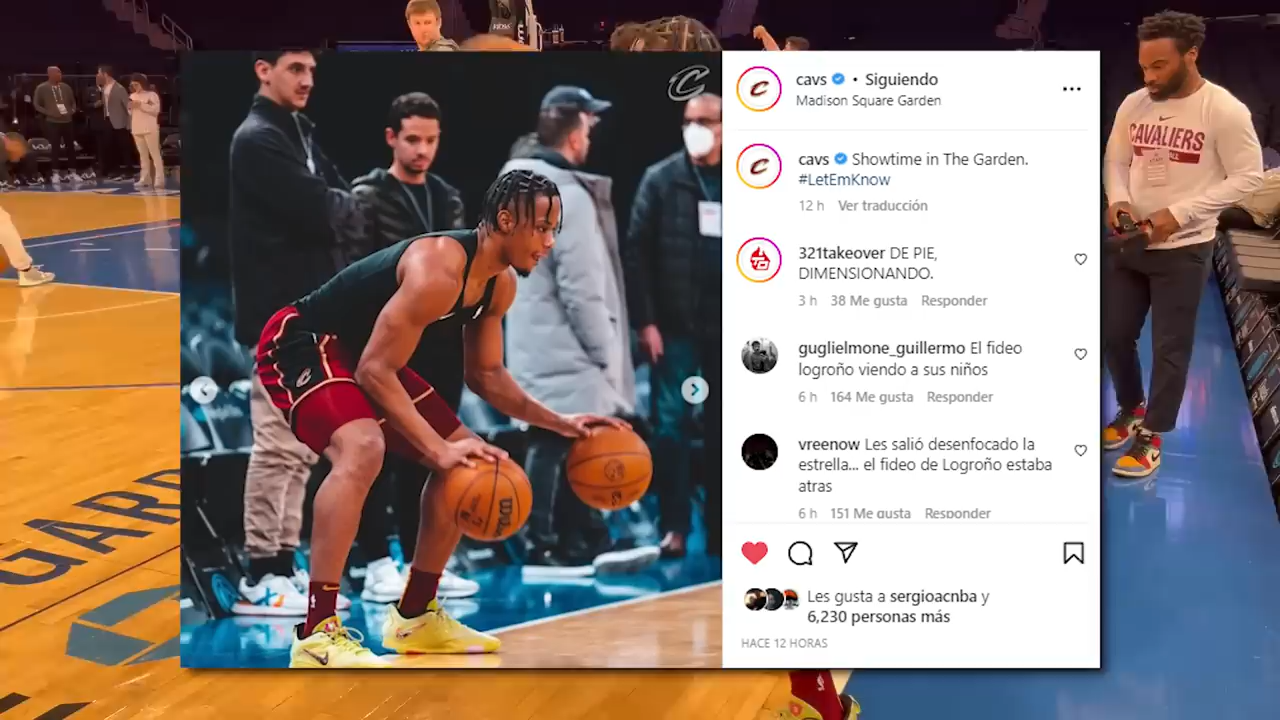 cavs • Siguiendo
Madison Square Garden
cavs Showtime in The Garden.
#LetEmKnow
12 h Ver traducción
321takeover DE PIE,
DIMENSIONANDO.
3 h 38 Me gusta Responder
guglielmone_guillermo El fideo
logroño viendo a sus niños
6 h 164 Me gusta Responder
vreenow Les salió desenfocado la
estrella... el fideo de Logroño estaba
atras
6 h 151 Me gusta Responder
Les gusta a sergioacnba y
6,230 personas más
HACE 12 HORAS
CAVALIERS
GARD